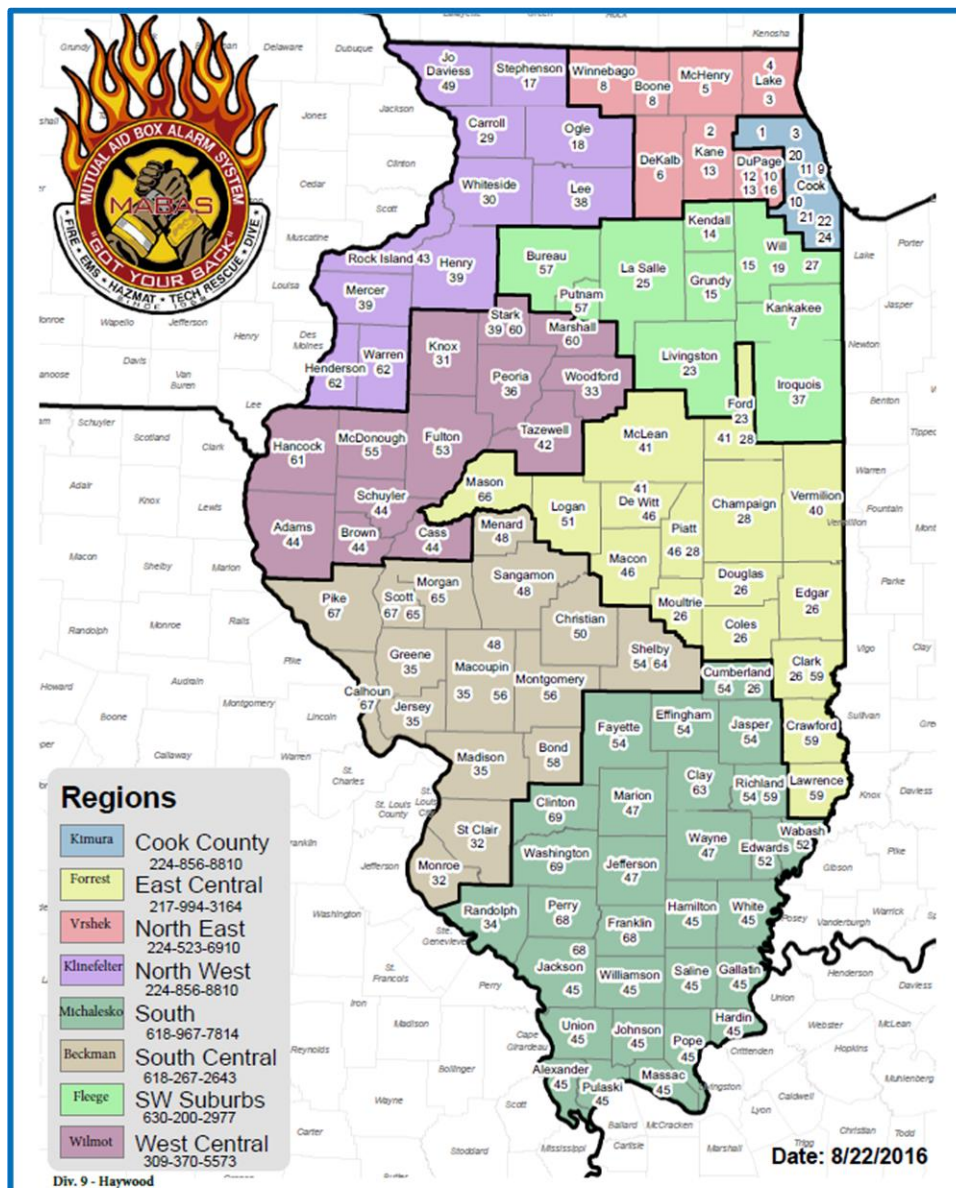 MUTUAL AID BOX ALARM SYSTEM
MABAS
"GOT YOUR BACK"
FIRE • EMS • HAZMAT • TECH RESCUE • DIVE
SINCE 1968
Kenosha
Grundy
Delaware
Dubuque
Jackson
Jones
Clinton
Cedar
Scott
Muscatine
Louisa
Jo
Daviess
49
Stephenson
17
Winnebago
8
Boone
8
McHenry
5
4
Lake
3
Carroll
29
Ogle
18
DeKalb
6
2
Kane
13
DuPage
12 10
13 16
1 3
20
11 9
Cook
10
21 22
24
Whiteside
30
Lee
38
Kendall
14
Will
15 19 27
Rock Island 43
Henry
39
Bureau
57
La Salle
25
Grundy
15
Mercer
39
Putnam
57
Kankakee
7
Stark
39 60
Marshall
60
Knox
31
Livingston
23
Henderson
62
Warren
62
Peoria
36
Woodford
33
Iroquois
37
Ford
23
41 28
Hancock
61
McDonough
55
Fulton
53
Tazewell
42
McLean
41
Mason
66
Schuyler
44
Logan
51
41
De Witt
46
Champaign
28
Vermilion
40
Adams
44
Brown
44
Cass
44
Menard
48
Piatt
46 28
Macon
46
Douglas
26
Edgar
26
Pike
67
Scott
67 65
Morgan
65
Sangamon
48
Christian
50
Moultrie
26
Coles
26
Greene
35
48
Macoupin
35 56
Montgomery
56
Shelby
54 64
Cumberland
54 26
Clark
26 59
Calhoun
67
Jersey
35
Fayette
54
Effingham
54
Jasper
54
Crawford
59
Madison
35
Bond
58
Clay
63
Richland
54 59
Lawrence
59
Clinton
69
Marion
47
St Clair
32
Wayne
47
Wabash
52
Edwards
52
Monroe
32
Washington
69
Jefferson
47
Randolph
34
Perry
68
Franklin
68
Hamilton
45
White
45
68
Jackson
45
Williamson
45
Saline
45
Gallatin
45
Union
45
Johnson
45
Pope
45
Hardin
45
Alexander
45
Pulaski
45
Massac
45
Regions
Kimura Cook County
224-856-8810
Forrest East Central
217-994-3164
Vrshek North East
224-523-6910
Klinefelter North West
224-856-8810
Michalesko South
618-967-7814
Beckman South Central
618-267-2643
Fleege SW Suburbs
630-200-2977
Wilmot West Central
309-370-5573
Date: 8/22/2016
Div. 9 - Haywood